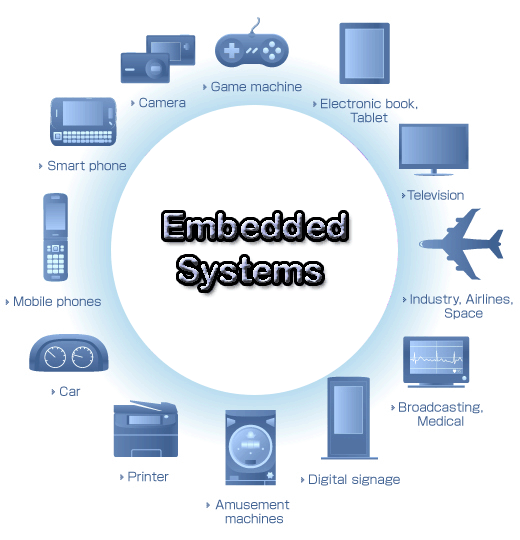 Game machine
Camera
Electronic book,
Tablet
Smart phone
Television
Embedded
Systems
Mobile phones
Industry, Airlines,
Space
Car
Broadcasting,
Medical
Printer
Digital signage
Amusement
machines